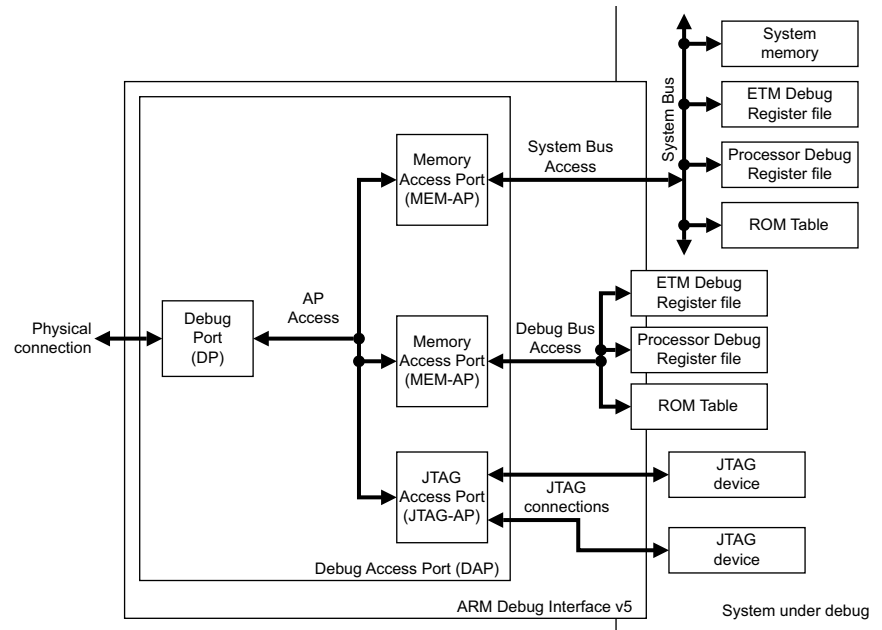 System
memory
ETM Debug
Register file
System Bus
Processor Debug
Register file
ROM Table
Memory
Access Port
(MEM-AP)
System Bus
Access
Physical
connection
Debug
Port
(DP)
AP
Access
Memory
Access Port
(MEM-AP)
Debug Bus
Access
ETM Debug
Register file
Processor Debug
Register file
ROM Table
JTAG
Access Port
(JTAG-AP)
JTAG
connections
JTAG
device
JTAG
device
Debug Access Port (DAP)
ARM Debug Interface v5
System under debug